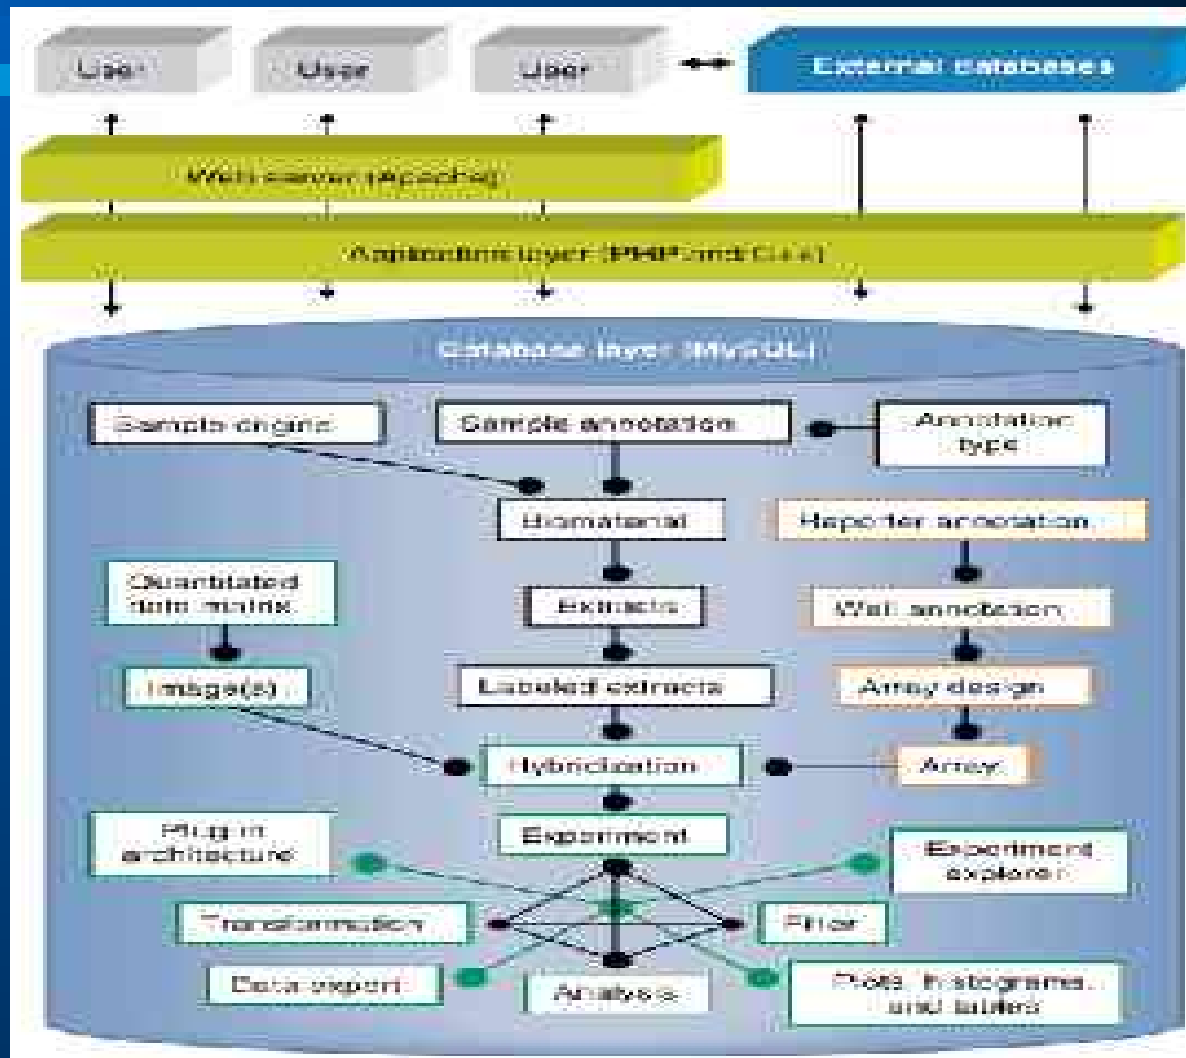 User
User
User
External databases
Web server (Apache)
Application layer (PHP and C++)
Database layer (MySQL)
Sample origins
Sample annotation
Annotation
type
Biomaterial
Reporter annotation
Quantitated
data matrix
Extracts
Well annotation
Image(s)
Labeled extracts
Array design
Hybridization
Array
Plug-in
architecture
Experiment
Experiment
explorer
Transformation
Filter
Data export
Analysis
Plots, histograms,
and tables